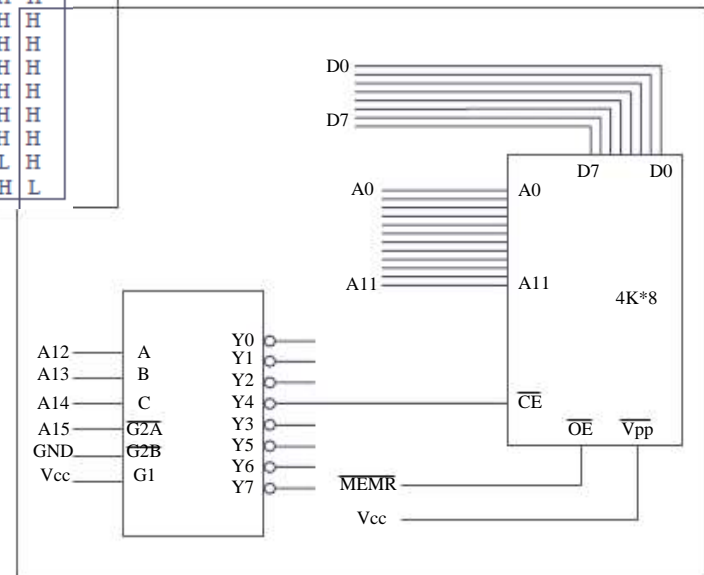 H H
H H
H H
H H
H H
H H
L H
H L
D0
D7
D7 D0
A0 A0
A11 A11
4K*8
Y0
Y1
Y2
Y4
Y3
Y5
Y6
Y7
A12 A
A13 B
A14 C
A15 G2A
GND G2B
Vcc G1
CE
OE Vpp
MEMR
Vcc